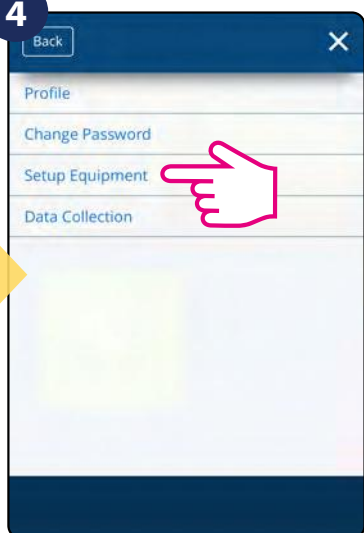 4
Back
Profile
Change Password
Setup Equipment
Data Collection